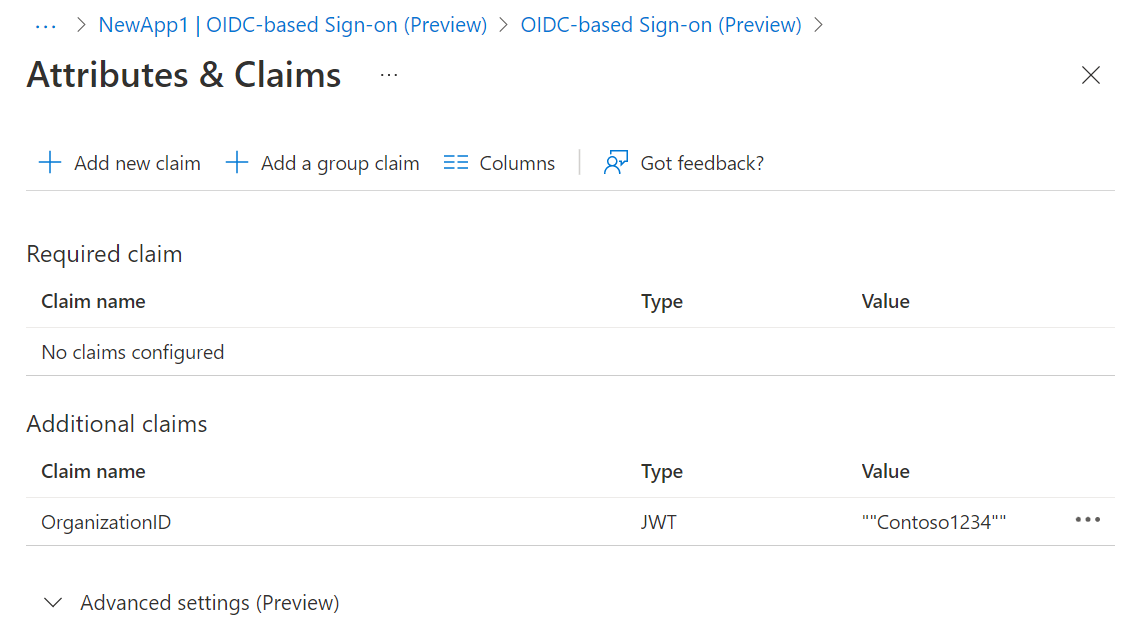 ··· > NewApp1 | OIDC-based Sign-on (Preview) > OIDC-based Sign-on (Preview) >
Attributes & Claims ···
Add new claim Add a group claim Columns | Got feedback?
Required claim
Claim name Type Value
No claims configured
Additional claims
Claim name Type Value
OrganizationID JWT ""Contoso1234"" ···
Advanced settings (Preview)